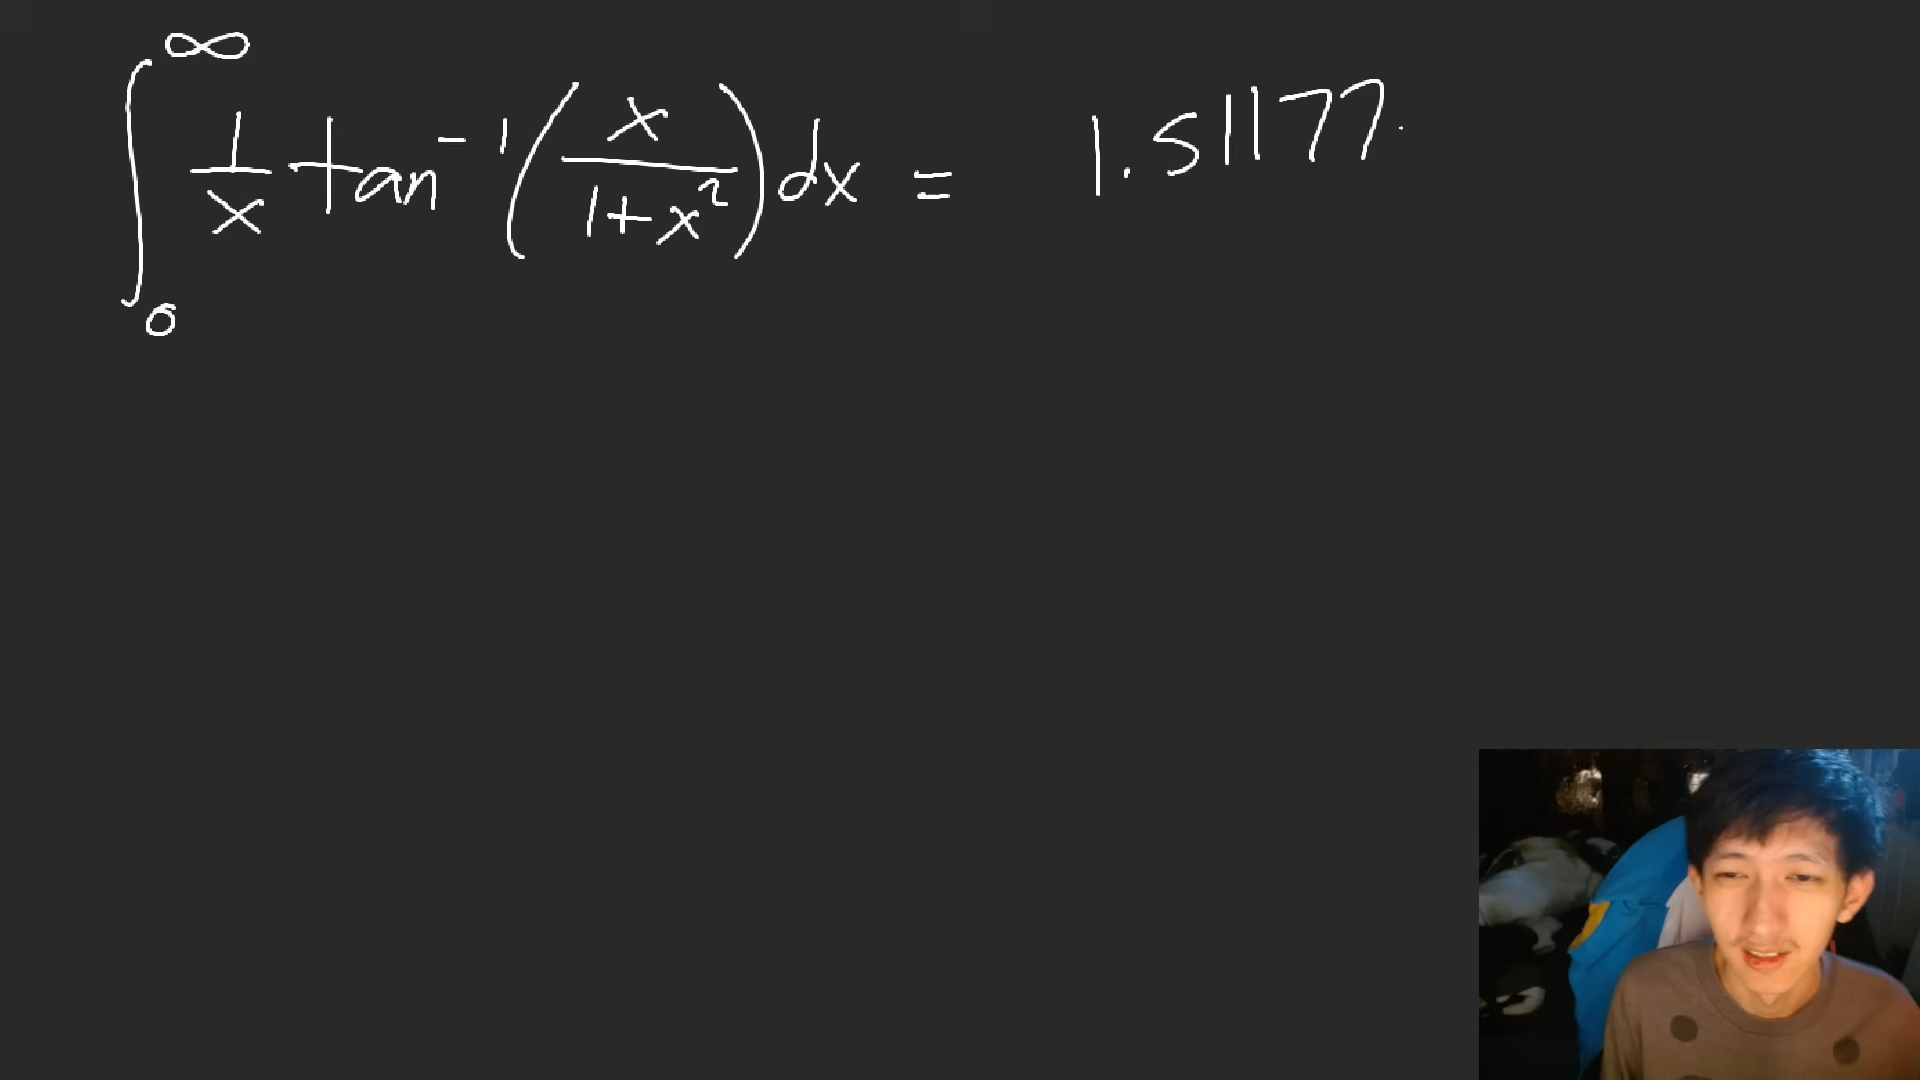 ∫₀^∞ 1/x tan⁻¹(x/(1+x²)) dx = 1.51177.